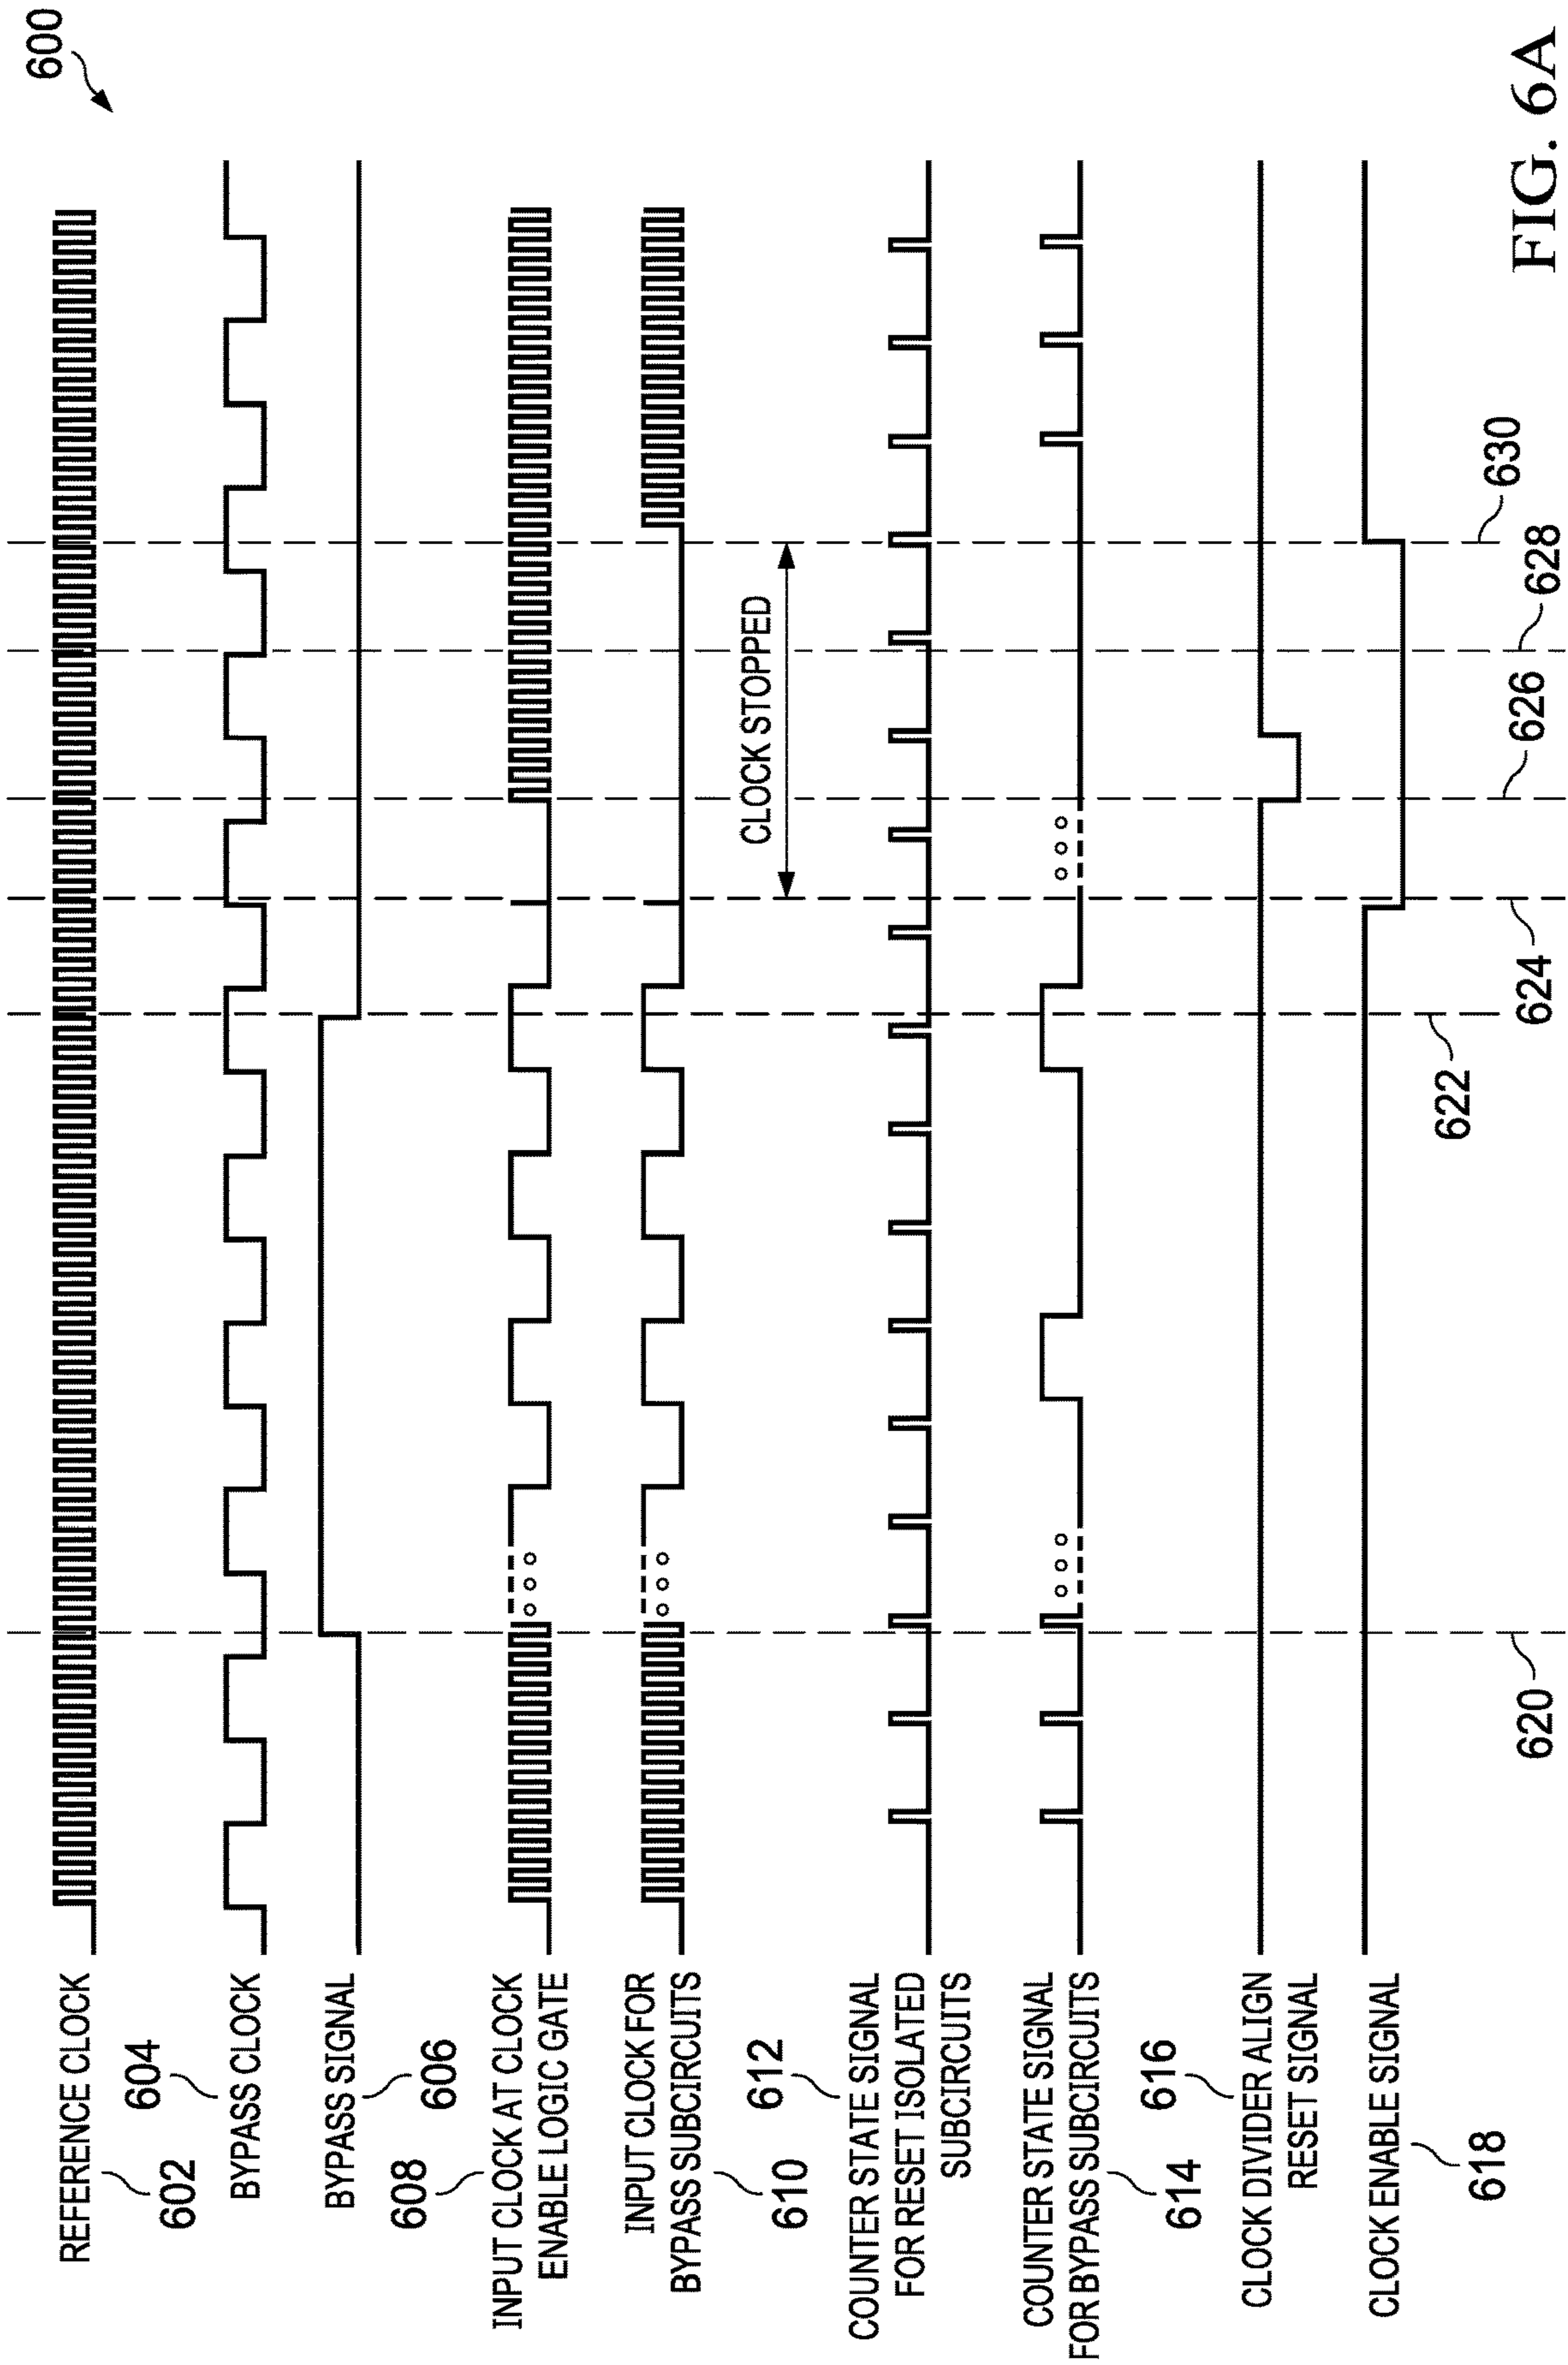 600
REFERENCE CLOCK
602
604
BYPASS CLOCK
BYPASS SIGNAL
606
608
INPUT CLOCK AT CLOCK
ENABLE LOGIC GATE
INPUT CLOCK FOR
BYPASS SUBCIRCUITS
610
CLOCK STOPPED
612
COUNTER STATE SIGNAL
FOR RESET ISOLATED
SUBCIRCUITS
COUNTER STATE SIGNAL
FOR BYPASS SUBCIRCUITS
614
616
CLOCK DIVIDER ALIGN
RESET SIGNAL
CLOCK ENABLE SIGNAL
618
620
622
624
626
628
630
FIG. 6A